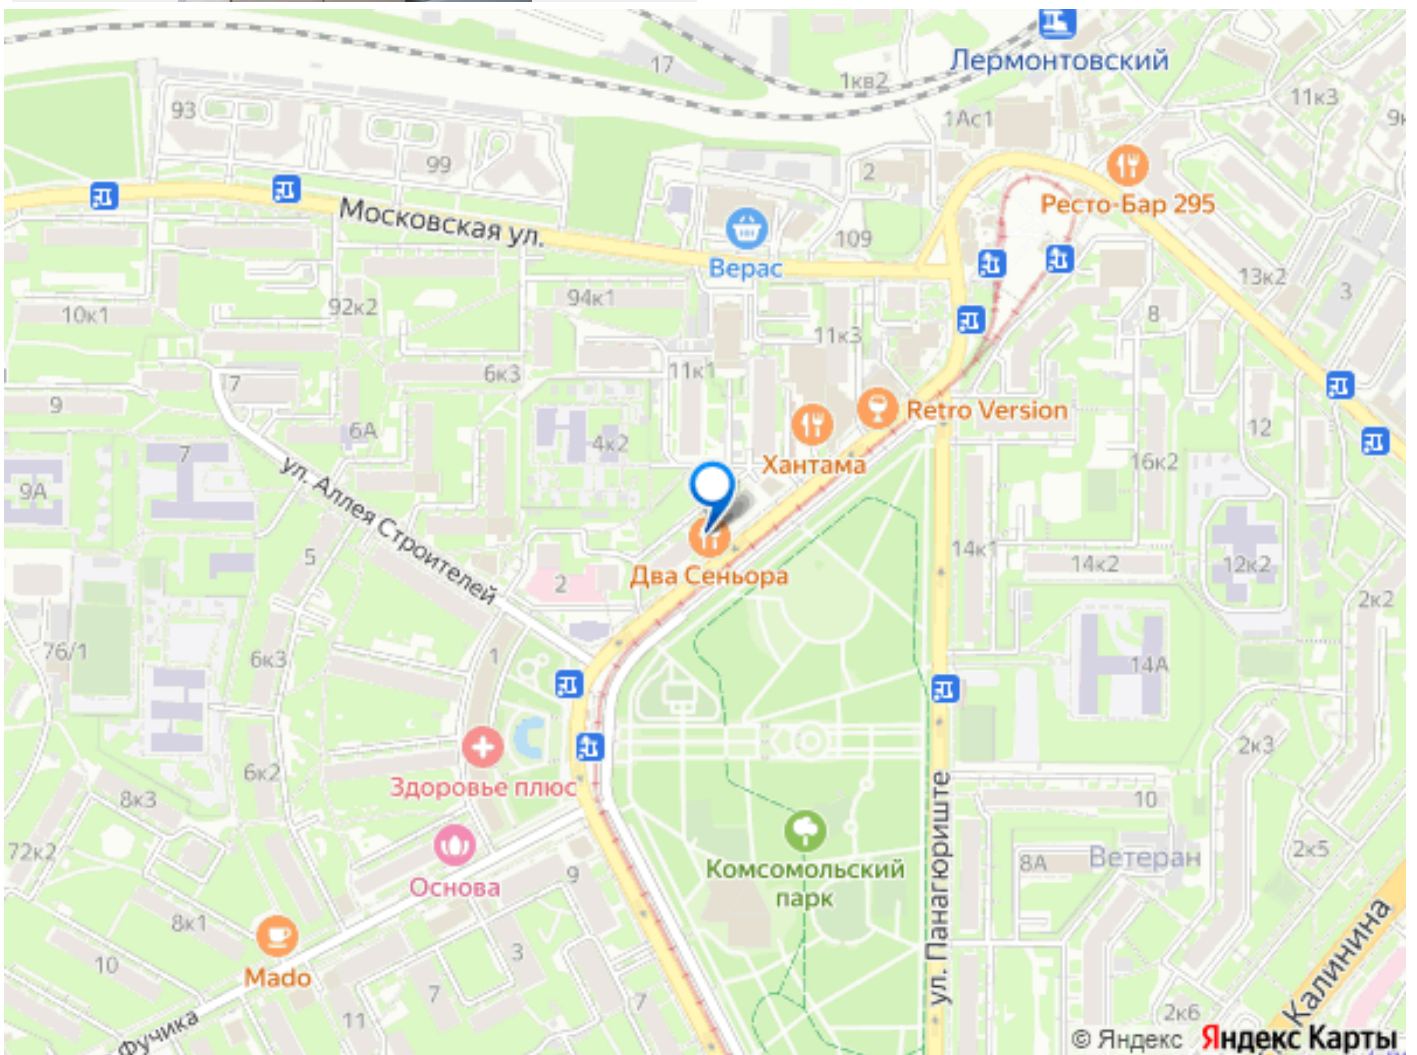 17
1кв2
Лермонтовский
11к3
93
99
1Ас1
2
Ресто-Бар 295
Московская ул.
Верас
109
13к2
3
10к1
92к2
94к1
8
11к3
7
6к3
11к1
9
Retro Version
6А
4к2
12
7
Хантама
16к2
9А
ул. Аллея Строителей
5
2
Два Сеньора
14к1
14к2
12к2
2к2
76/1
6к3
1
14А
6к2
Здоровье плюс
2к3
8к3
10
72к2
Основа
9
Комсомольский
парк
ул. Панагюриште
8А
Ветеран
2к5
8к1
10
Mado
3
7
7
11
Фучика
2к6
Калинина
© Яндекс Яндекс Карты